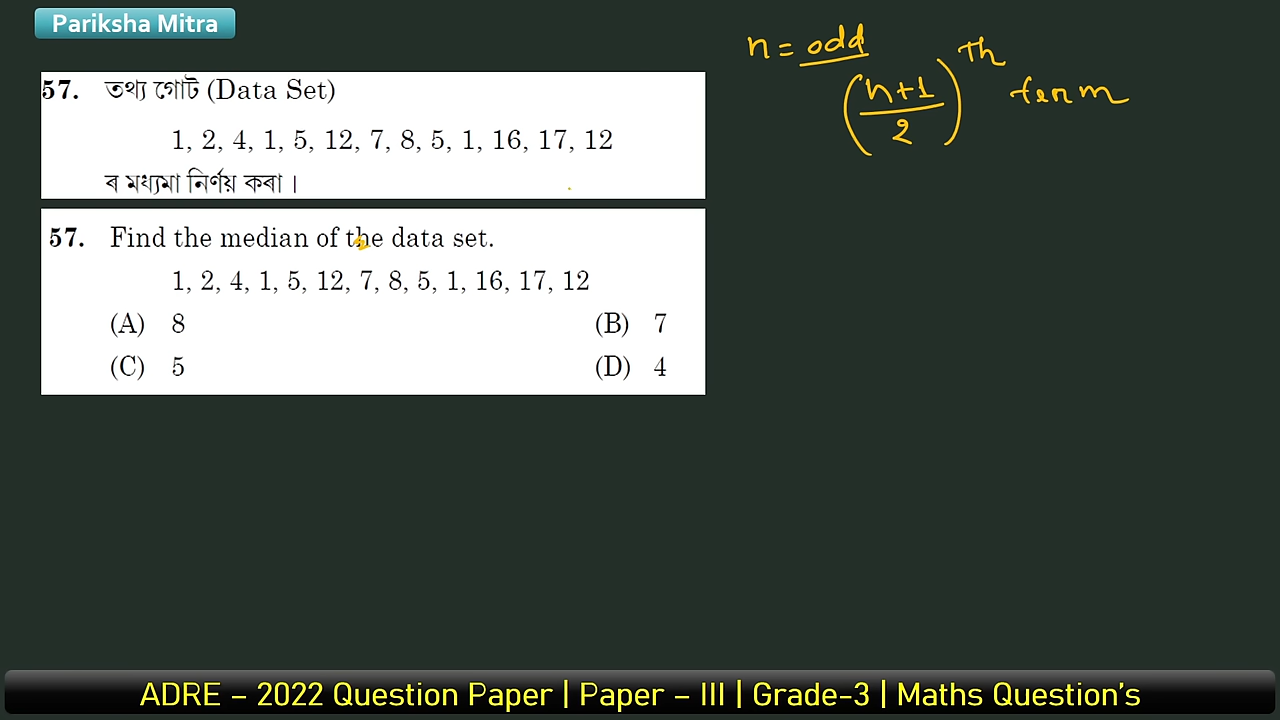 Pariksha Mitra
57. তথ্য গোট (Data Set)
1, 2, 4, 1, 5, 12, 7, 8, 5, 1, 16, 17, 12
ৰ মধ্যমা নিৰ্ণয় কৰা ।
57. Find the median of the data set.
1, 2, 4, 1, 5, 12, 7, 8, 5, 1, 16, 17, 12
(A) 8 (B) 7
(C) 5 (D) 4
n = odd
(n+1/2)Th term
ADRE – 2022 Question Paper | Paper – III | Grade-3 | Maths Question's